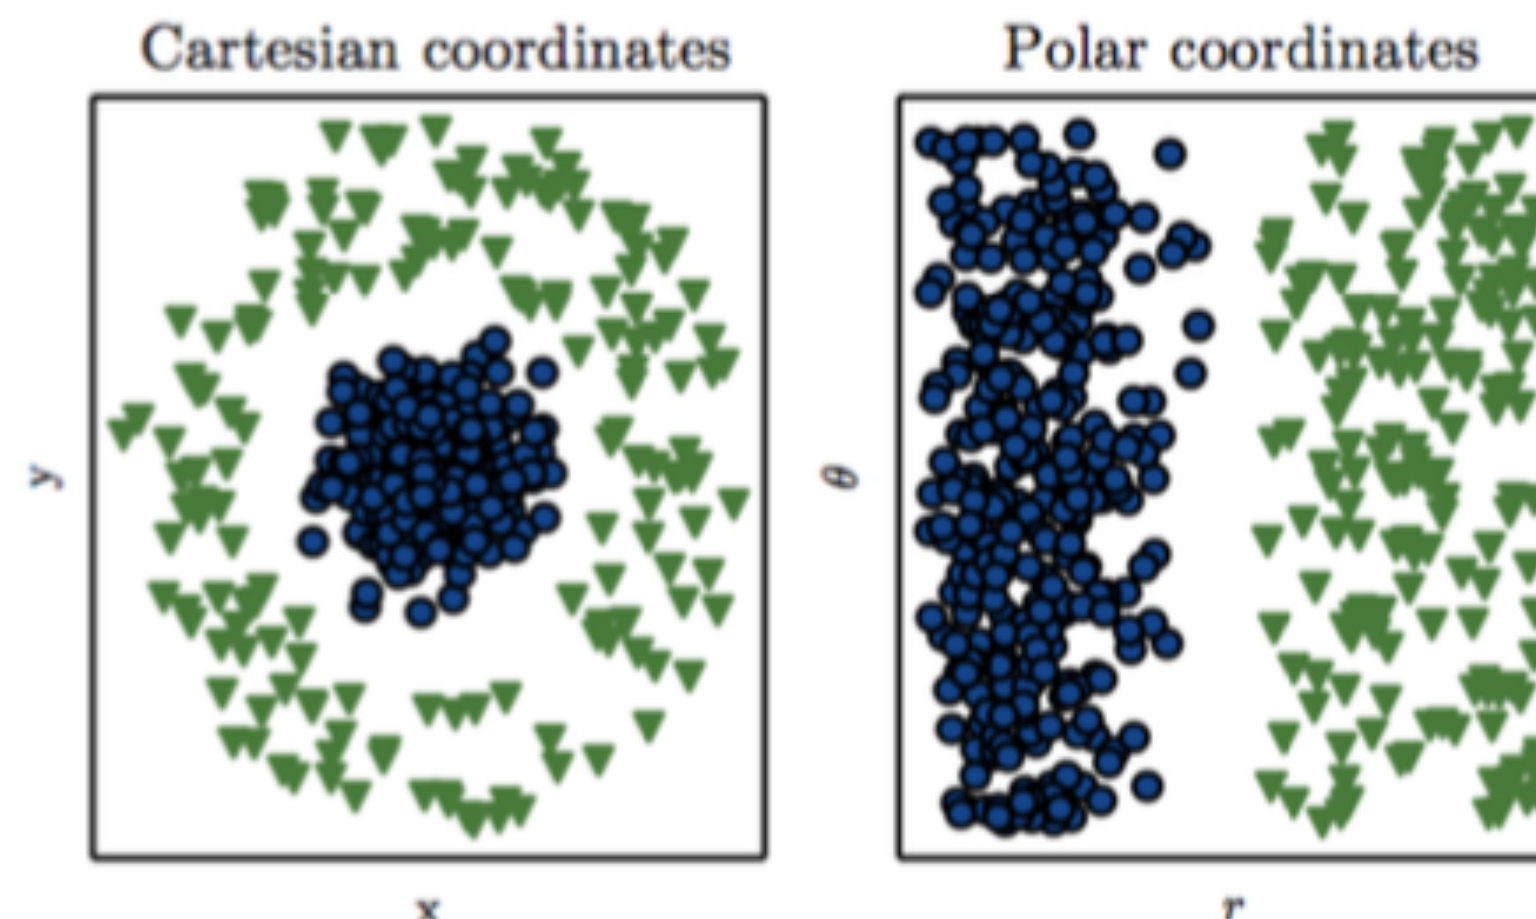 Cartesian coordinates
Polar coordinates
y
θ
x
r